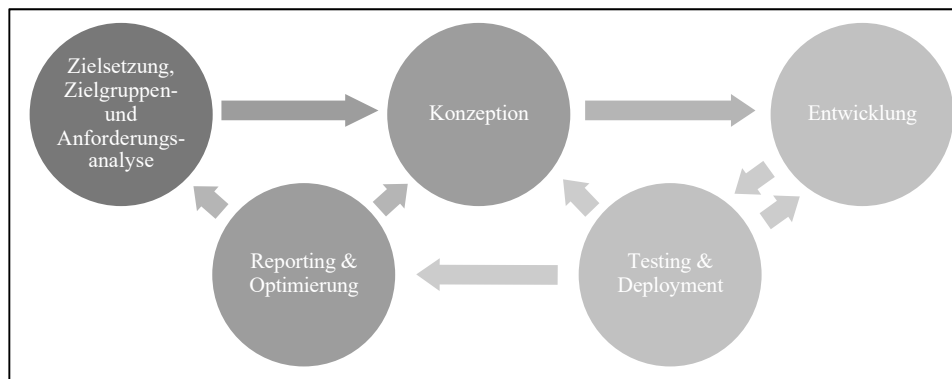 Zielsetzung,
Zielgruppen-
und
Anforderungs-
analyse
Konzeption
Entwicklung
Reporting &
Optimierung
Testing &
Deployment